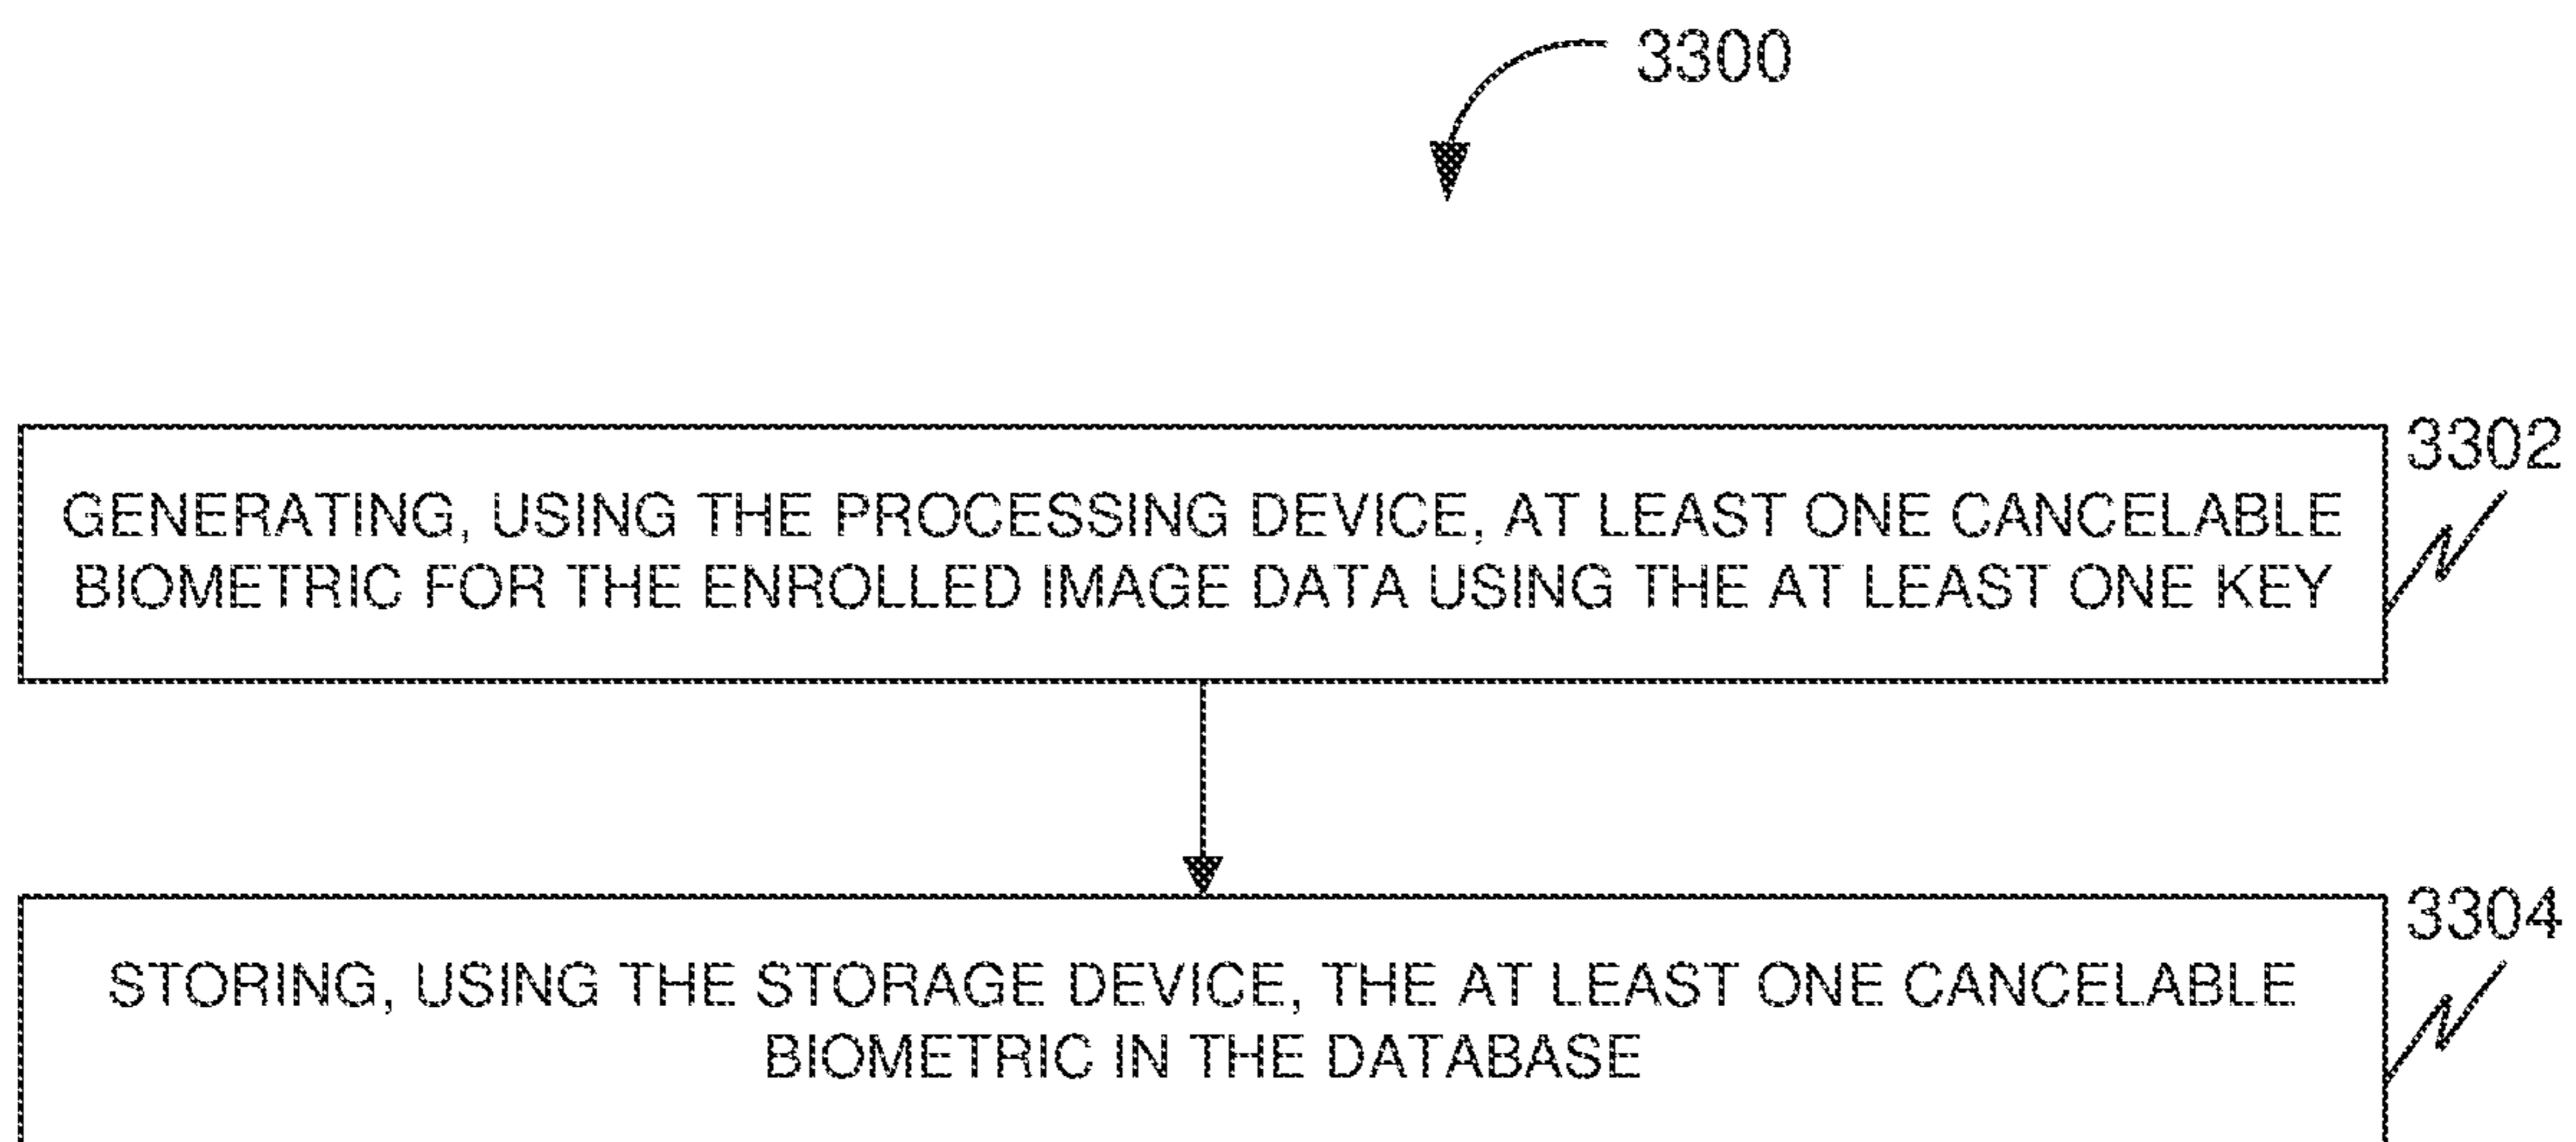 3300
3302
GENERATING, USING THE PROCESSING DEVICE, AT LEAST ONE CANCELABLE
BIOMETRIC FOR THE ENROLLED IMAGE DATA USING THE AT LEAST ONE KEY
3304
STORING, USING THE STORAGE DEVICE, THE AT LEAST ONE CANCELABLE
BIOMETRIC IN THE DATABASE